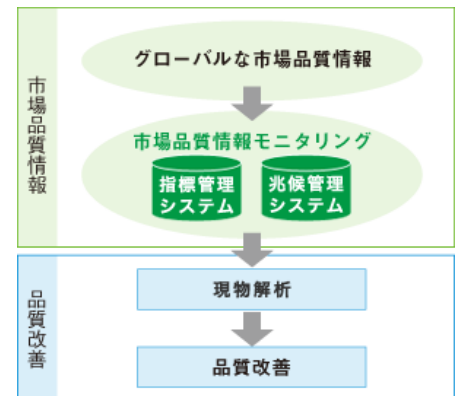 市場品質情報
グローバルな市場品質情報
市場品質情報モニタリング
指標管理
システム
兆候管理
システム
品質改善
現物解析
品質改善